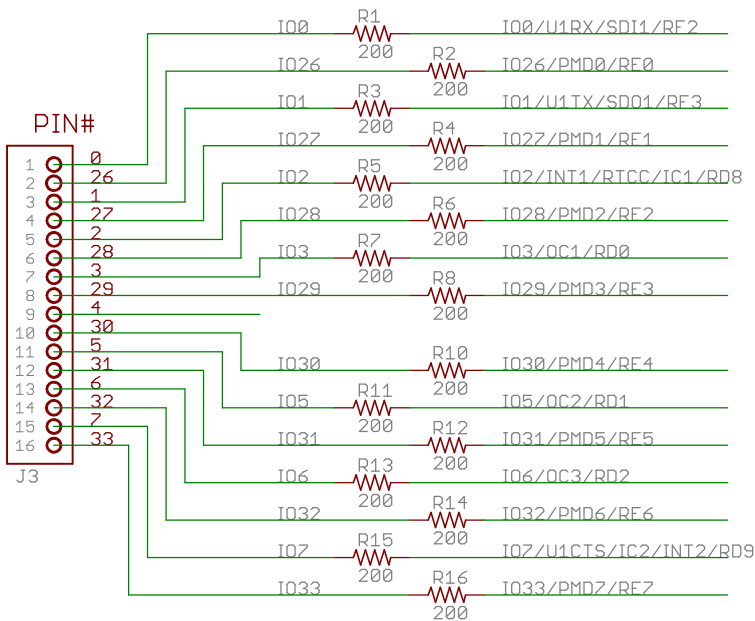 R1
IO0 IO0/U1RX/SDI1/RF2
200
R2
IO26 IO26/PMD0/RE0
200
R3
IO1 IO1/U1TX/SDO1/RF3
200
PIN#
R4
IO27 IO27/PMD1/RE1
200
1 0
R5
2 26 IO2 IO2/INT1/RTCC/IC1/RD8
200
3 1
R6
4 27 IO28 IO28/PMD2/RE2
200
5 2
R7
6 28 IO3 IO3/OC1/RD0
200
7 3
R8
8 29 IO29 IO29/PMD3/RE3
200
9 4
10 30
11 5
R10
12 31 IO30 IO30/PMD4/RE4
200
13 6
R11
14 32 IO5 IO5/OC2/RD1
200
15 7
R12
16 33 IO31 IO31/PMD5/RE5
200
J3
R13
IO6 IO6/OC3/RD2
200
R14
IO32 IO32/PMD6/RE6
200
R15
IO7 IO7/U1CTS/IC2/INT2/RD9
200
R16
IO33 IO33/PMD7/RE7
200